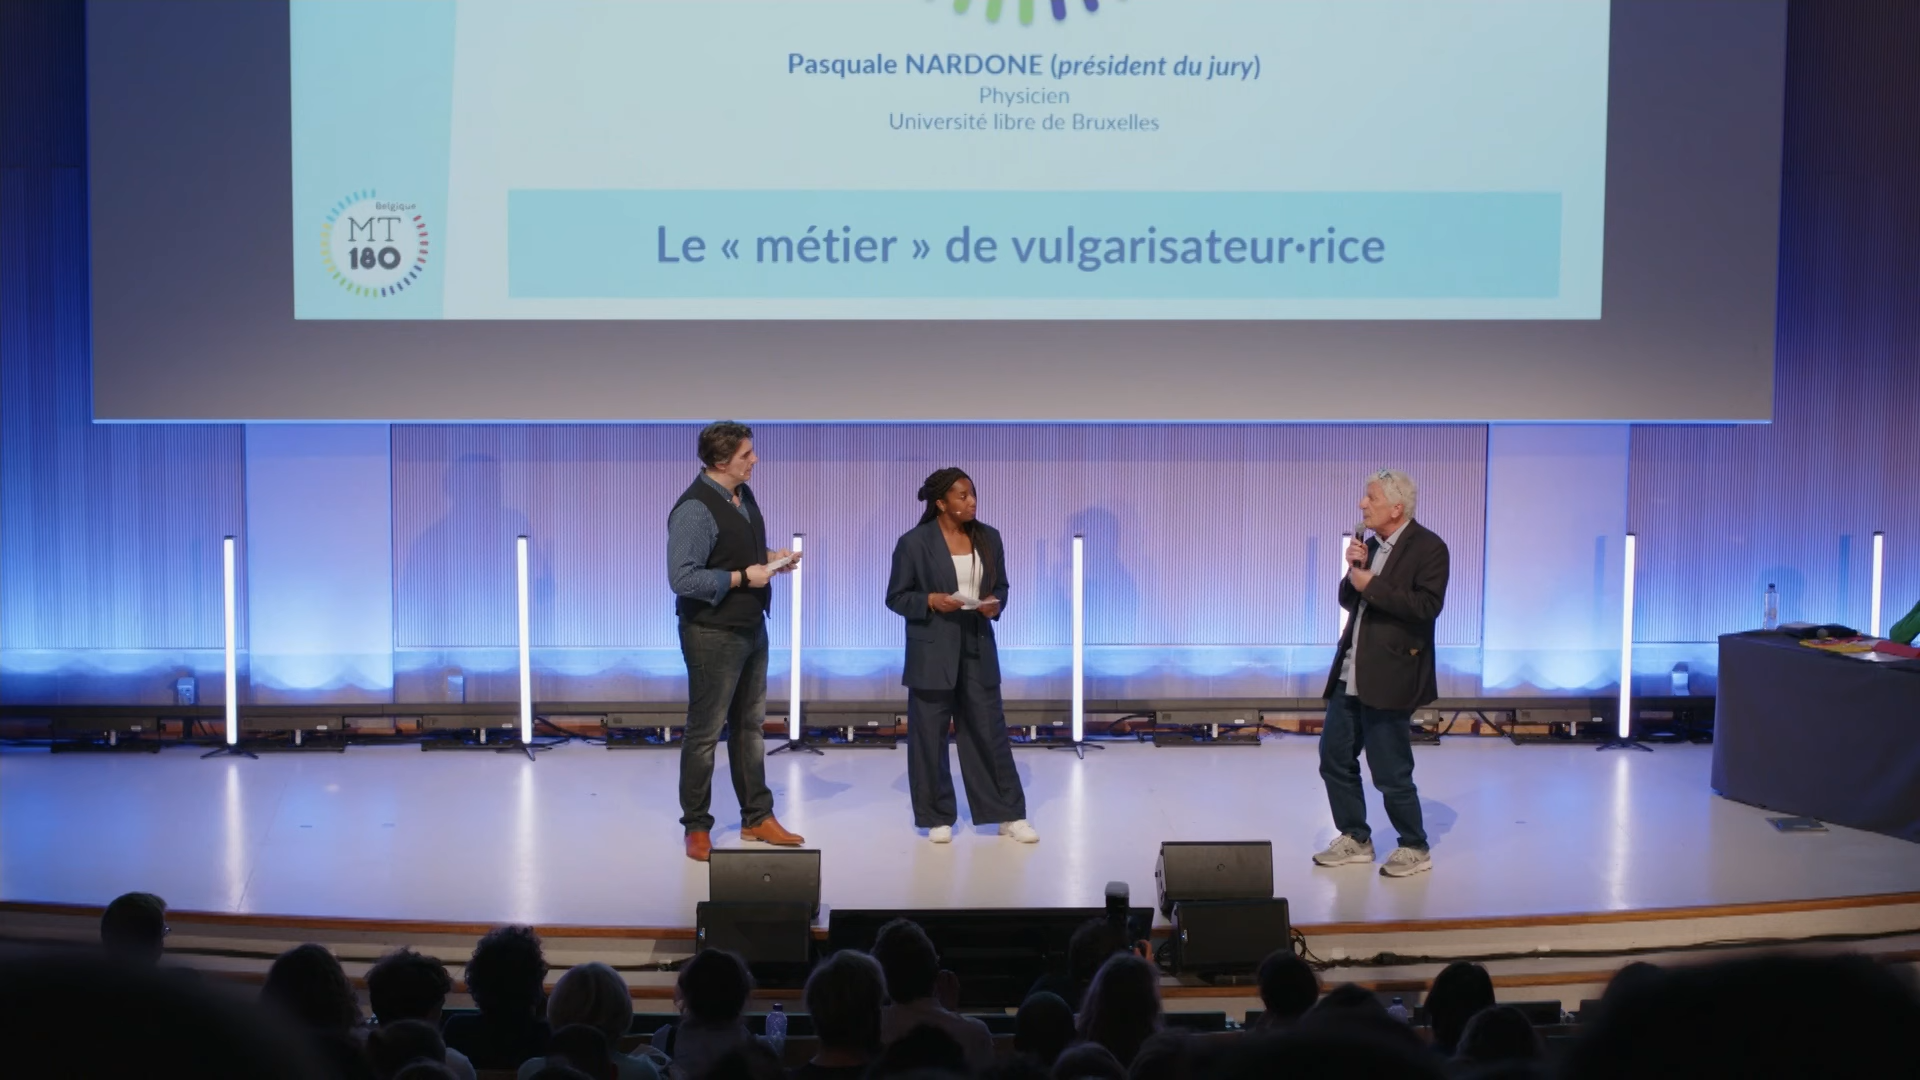 Pasquale NARDONE (président du jury)
Physicien
Université libre de Bruxelles
Belgique
MT
180
Le « métier » de vulgarisateur·rice